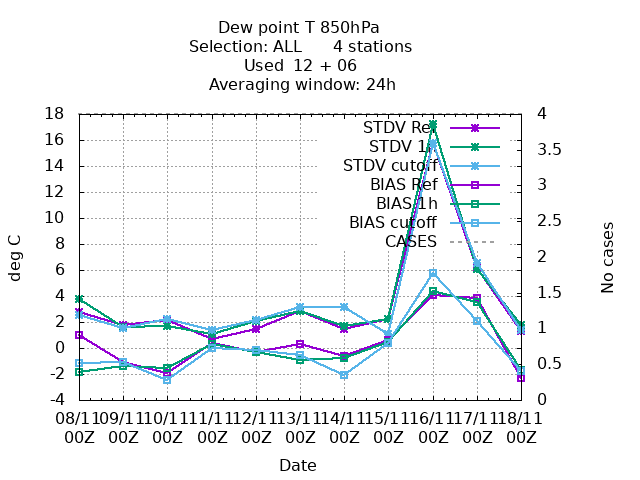 Dew point T 850hPa
Selection: ALL 4 stations
Used 12 + 06
Averaging window: 24h
18
16
14
12
10
8
6
4
2
0
-2
-4
deg C
4
3.5
3
2.5
2
1.5
1
0.5
0
No cases
STDV Ref
STDV 1h
STDV cutoff
BIAS Ref
BIAS 1h
BIAS cutoff
CASES
08/11 09/11 10/11 11/11 12/11 13/11 14/11 15/11 16/11 17/11 18/11
00Z 00Z 00Z 00Z 00Z 00Z 00Z 00Z 00Z 00Z 00Z
Date